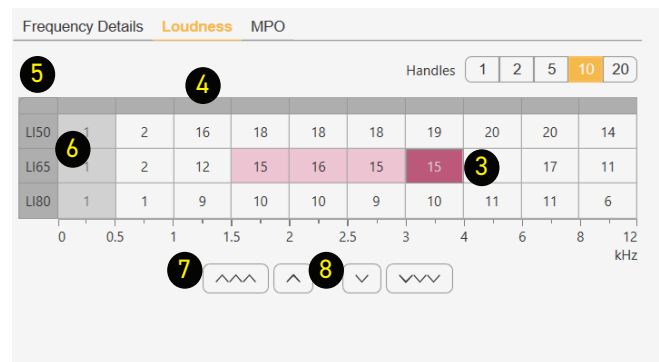 Frequency Details Loudness MPO
5 4 Handles 1 2 5 10 20
LI50 1 2 16 18 18 18 19 20 20 14
6
LI65 1 2 12 15 16 15 15 3 17 11
LI80 1 1 9 10 10 9 10 11 11 6
0 0.5 1 1.5 2 2.5 3 4 6 8 12
kHz
7 8